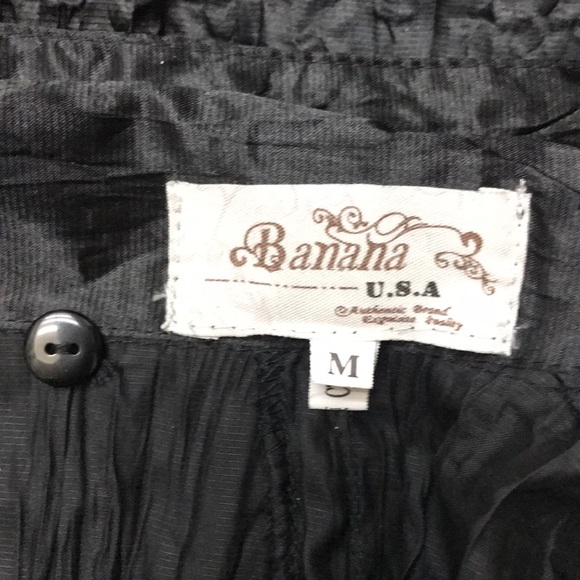 Banana
U.S.A
Authentic Brand
Exquisite Quality
M